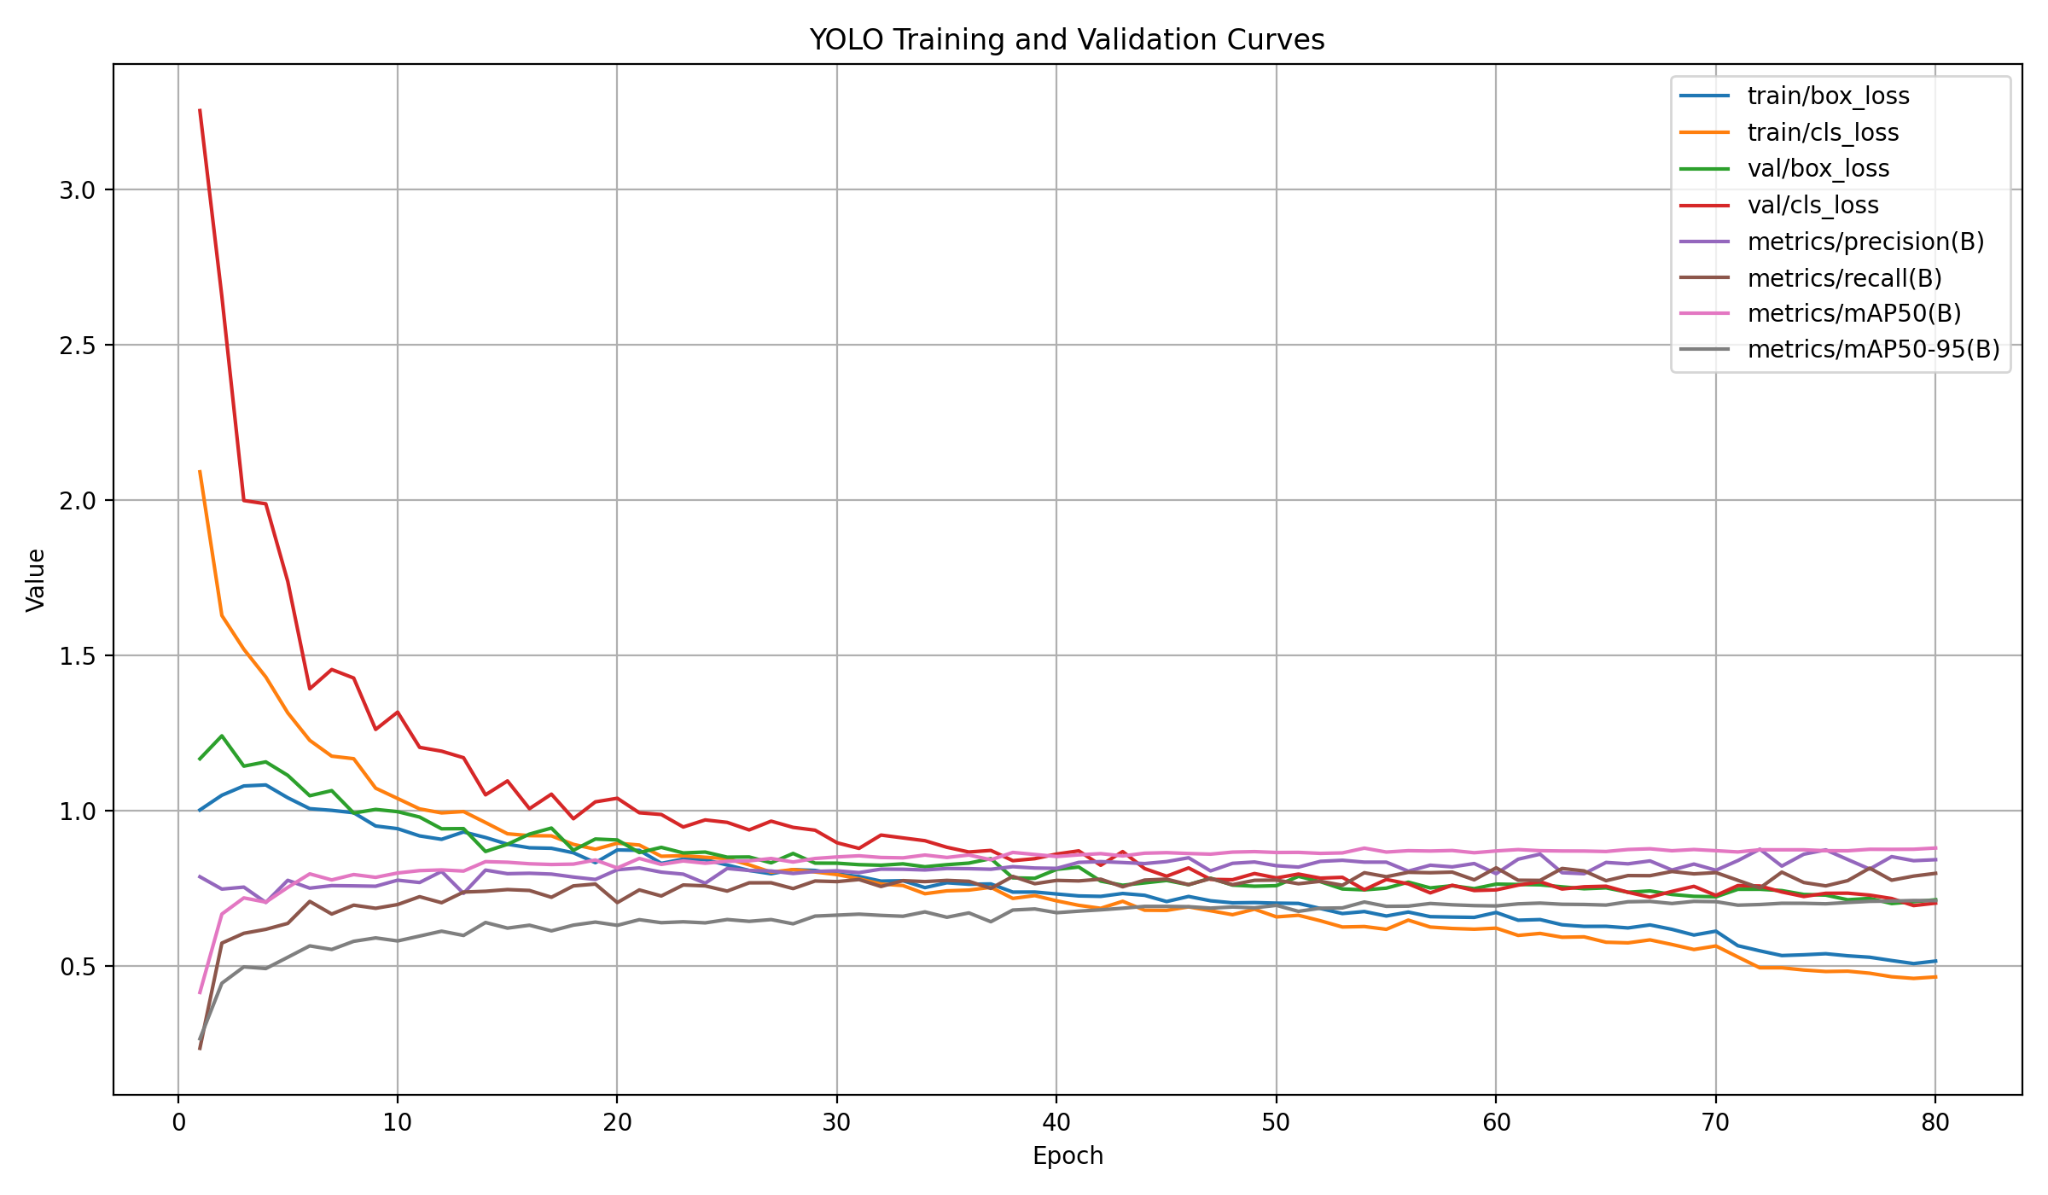 YOLO Training and Validation Curves
train/box_loss
train/cls_loss
val/box_loss
val/cls_loss
metrics/precision(B)
metrics/recall(B)
metrics/mAP50(B)
metrics/mAP50-95(B)
Value
3.0
2.5
2.0
1.5
1.0
0.5
0 10 20 30 40 50 60 70 80
Epoch